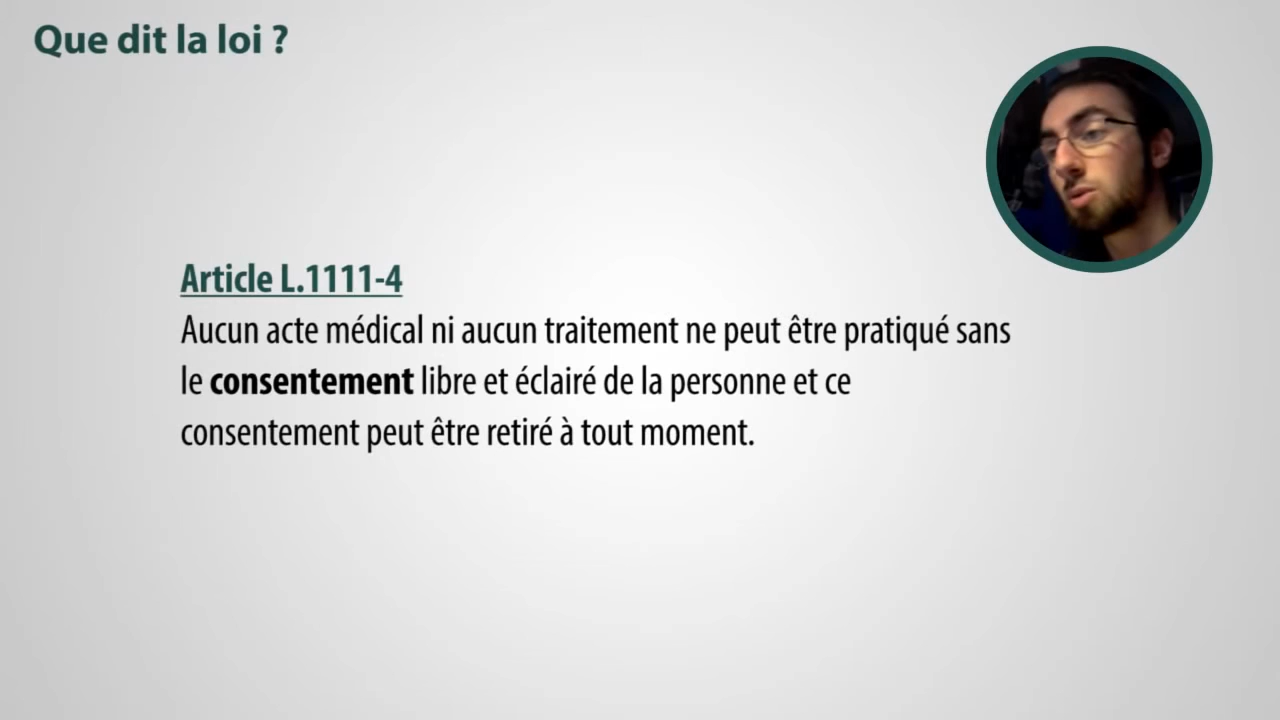 Que dit la loi ?
Article L.1111-4
Aucun acte médical ni aucun traitement ne peut être pratiqué sans
le consentement libre et éclairé de la personne et ce
consentement peut être retiré à tout moment.